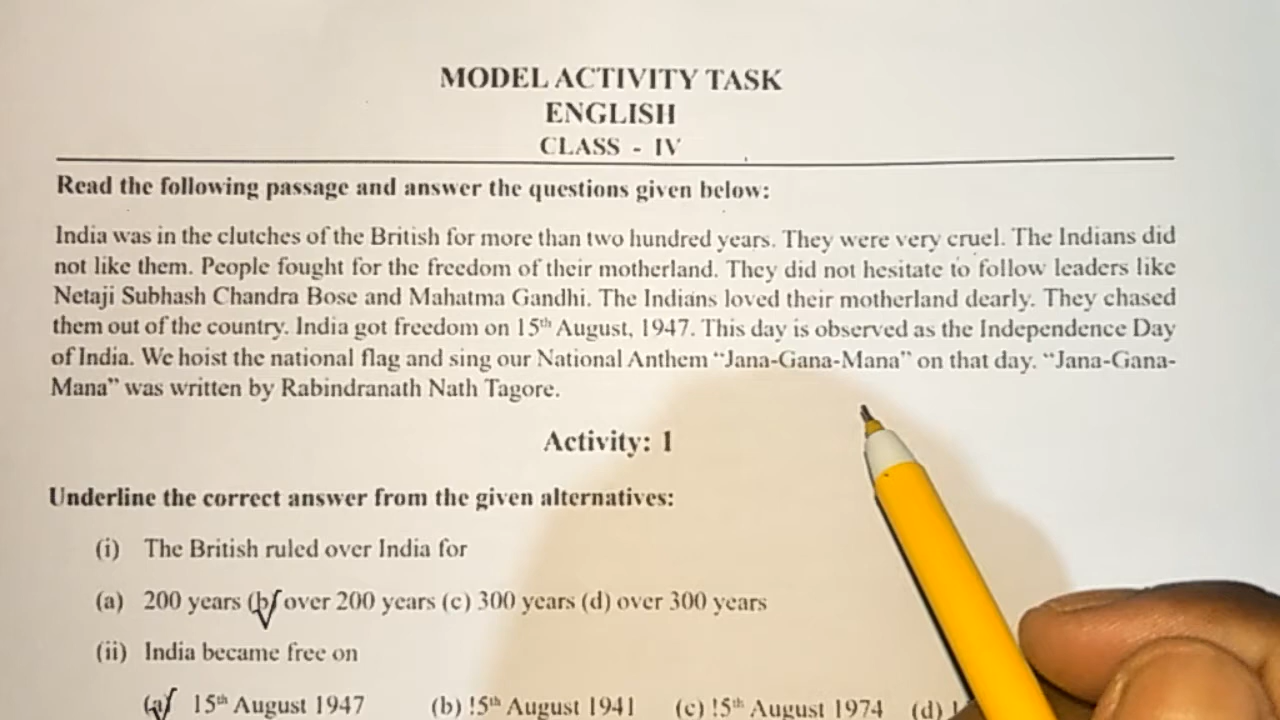 MODEL ACTIVITY TASK
ENGLISH
CLASS - IV
Read the following passage and answer the questions given below:
India was in the clutches of the British for more than two hundred years. They were very cruel. The Indians did
not like them. People fought for the freedom of their motherland. They did not hesitate to follow leaders like
Netaji Subhash Chandra Bose and Mahatma Gandhi. The Indians loved their motherland dearly. They chased
them out of the country. India got freedom on 15th August, 1947. This day is observed as the Independence Day
of India. We hoist the national flag and sing our National Anthem “Jana-Gana-Mana” on that day. “Jana-Gana-
Mana” was written by Rabindranath Nath Tagore.
Activity: 1
Underline the correct answer from the given alternatives:
(i) The British ruled over India for
(a) 200 years (b) over 200 years (c) 300 years (d) over 300 years
(ii) India became free on
(a) 15th August 1947 (b) !5th August 1941 (c) !5th August 1974 (d)